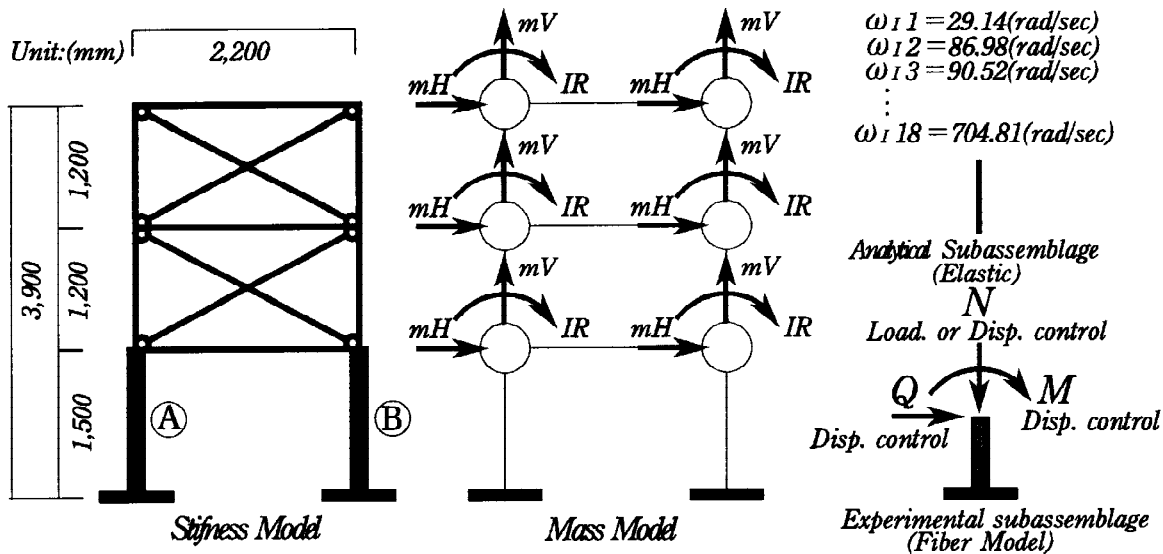 Unit:(mm)
2,200
1,200
1,200
3,900
1,500
A
B
Stifness Model
mV
mV
mH
IR
mH
IR
mV
mV
mH
IR
mH
IR
mV
mV
mH
IR
mH
IR
Mass Model
ω I 1 = 29.14(rad/sec)
ω I 2 = 86.98(rad/sec)
ω I 3 = 90.52(rad/sec)
⋮
ω I 18 = 704.81(rad/sec)
Subassemblage
(Elastic)
N
Load. or Disp. control
Q
M
Disp. control
Disp. control
Experimental subassemblage
(Fiber Model)